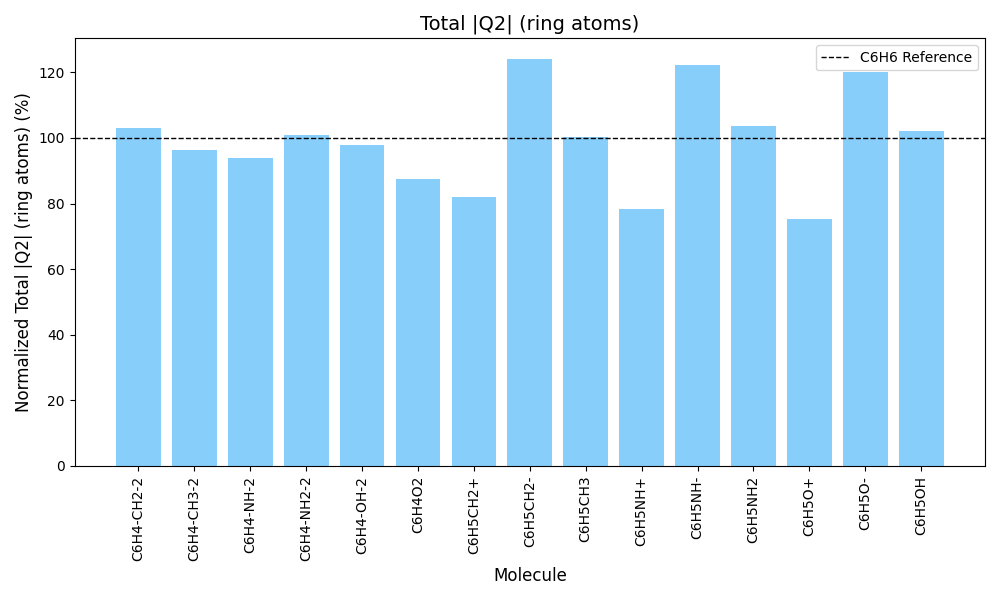 Total |Q2| (ring atoms)
C6H6 Reference
Normalized Total |Q2| (ring atoms) (%)
120
100
80
60
40
20
0
C6H4-CH2-2
C6H4-CH3-2
C6H4-NH-2
C6H4-NH2-2
C6H4-OH-2
C6H4O2
C6H5CH2+
C6H5CH2-
C6H5CH3
C6H5NH+
C6H5NH-
C6H5NH2
C6H5O+
C6H5O-
C6H5OH
Molecule